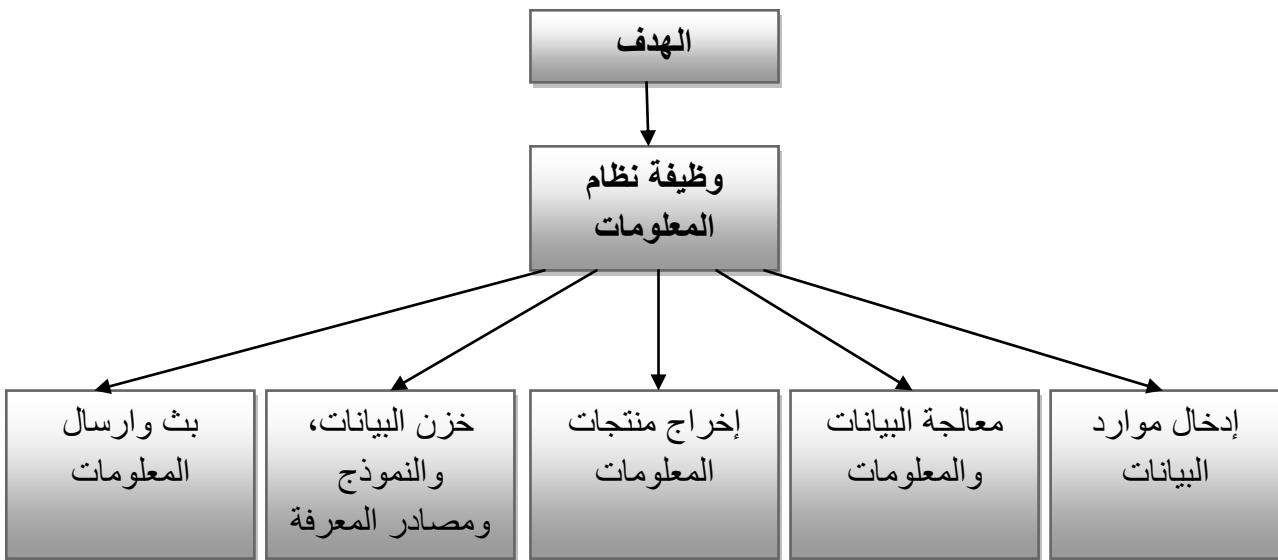 الهدف
وظيفة نظام
المعلومات
إدخال موارد
البيانات
معالجة البيانات
والمعلومات
إخراج منتجات
المعلومات
خزن البيانات،
والنموذج
ومصادر المعرفة
بث وارسال
المعلومات